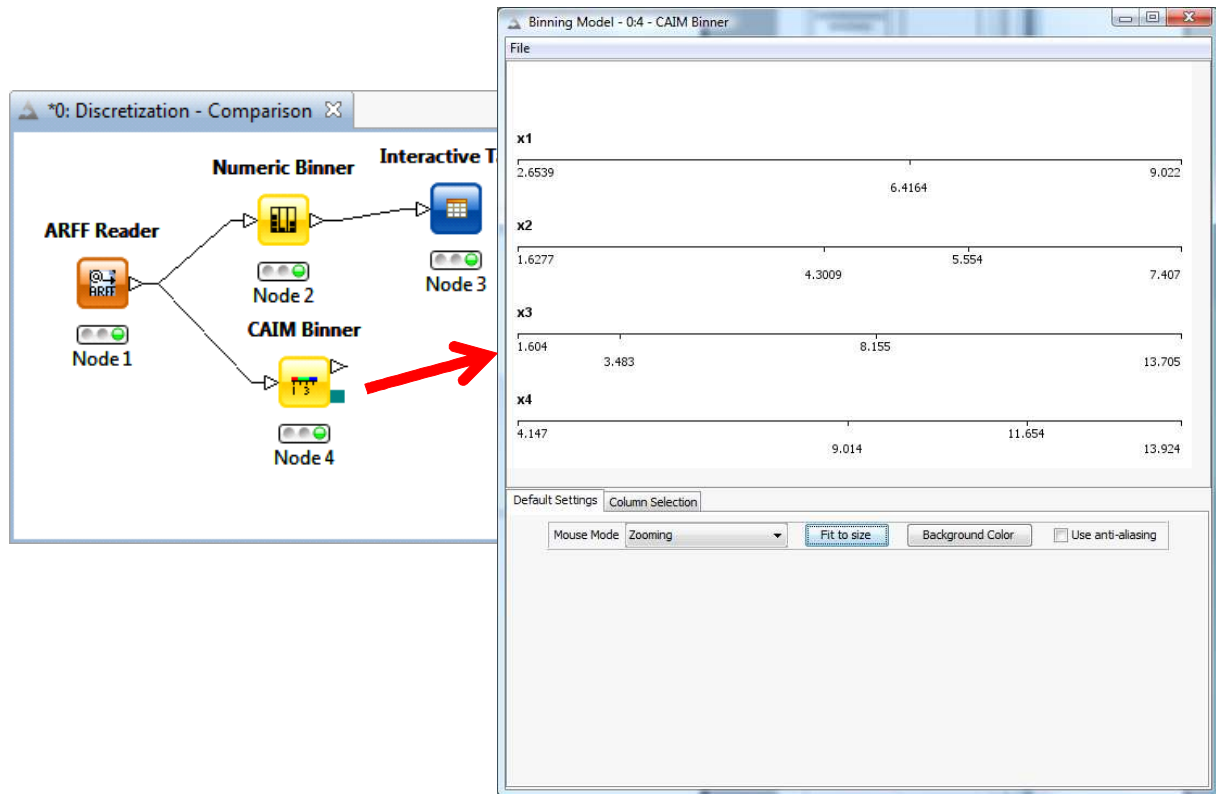 *0: Discretization - Comparison
Numeric Binner
Interactive T
ARFF Reader
@→
ARFF
Node 1
Node 2
Node 3
CAIM Binner
1 3
Node 4
Binning Model - 0:4 - CAIM Binner
File
x1
2.6539
6.4164
9.022
x2
1.6277
4.3009
5.554
7.407
x3
1.604
3.483
8.155
13.705
x4
4.147
9.014
11.654
13.924
Default Settings
Column Selection
Mouse Mode
Zooming
Fit to size
Background Color
Use anti-aliasing